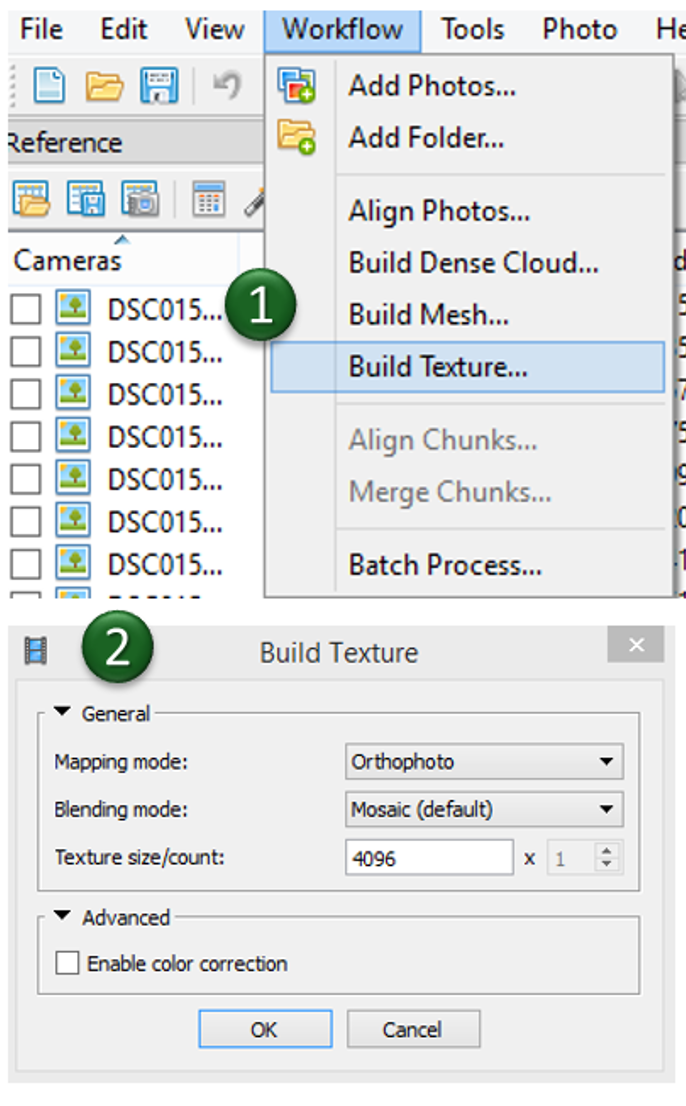 File Edit View Workflow Tools Photo
Add Photos...
Reference
Add Folder...
Align Photos...
Cameras
Build Dense Cloud...
1
DSC015...
Build Mesh...
DSC015...
Build Texture...
DSC015...
DSC015...
Align Chunks...
DSC015...
Merge Chunks...
DSC015...
DSC015...
Batch Process...
2
Build Texture
General
Mapping mode: Orthophoto
Blending mode: Mosaic (default)
Texture size/count: 4096 x 1
Advanced
Enable color correction
OK Cancel